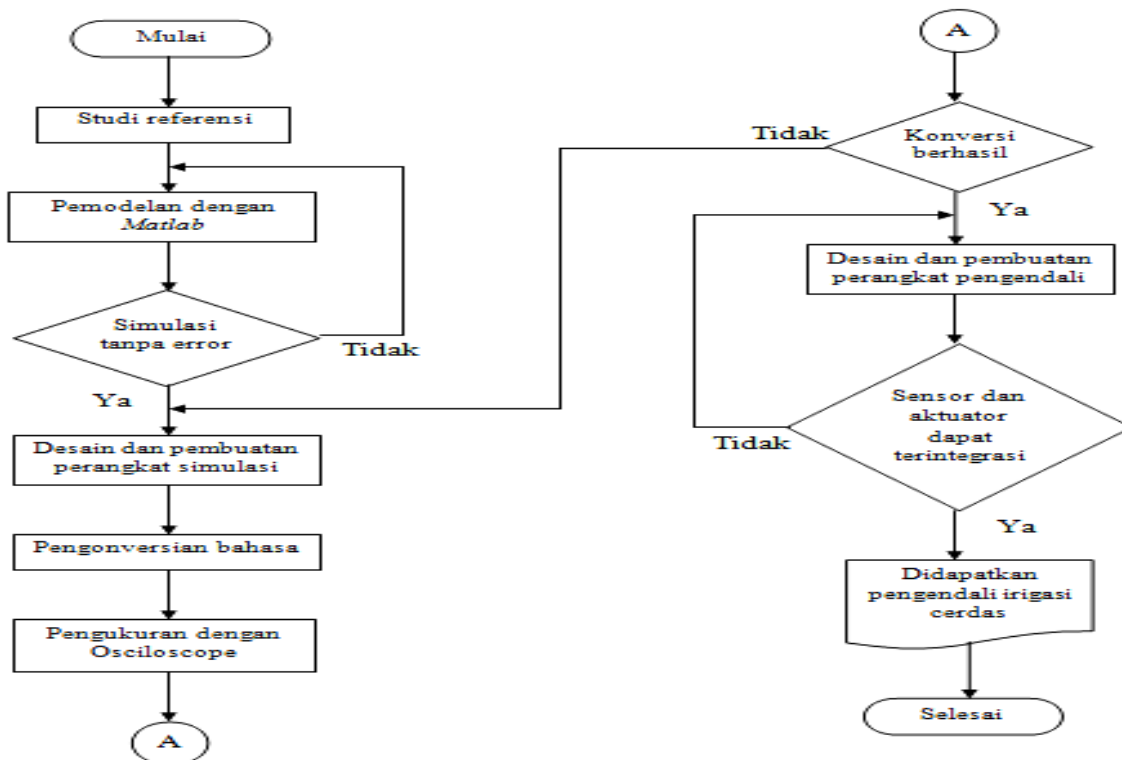 Mulai
Studi referensi
Pemodelan dengan
Matlab
Simulasi
tanpa error
Tidak
Ya
Desain dan pembuatan
perangkat simulasi
Pengonversian bahasa
Pengukuran dengan
Osciloscope
A
A
Konversi
berhasil
Tidak
Ya
Desain dan pembuatan
perangkat pengendali
Sensor dan
aktuator
dapat
terintegrasi
Tidak
Ya
Didapatkan
pengendali irigasi
cerdas
Selesai